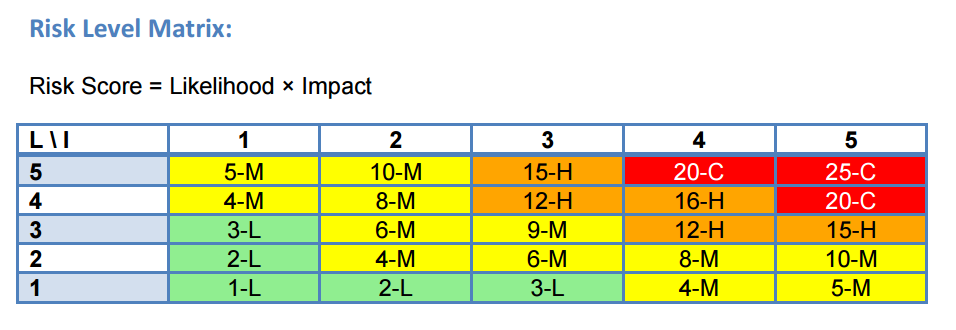 Risk Level Matrix:
Risk Score = Likelihood × Impact
L \ I 1 2 3 4 5
5 5-M 10-M 15-H 20-C 25-C
4 4-M 8-M 12-H 16-H 20-C
3 3-L 6-M 9-M 12-H 15-H
2 2-L 4-M 6-M 8-M 10-M
1 1-L 2-L 3-L 4-M 5-M